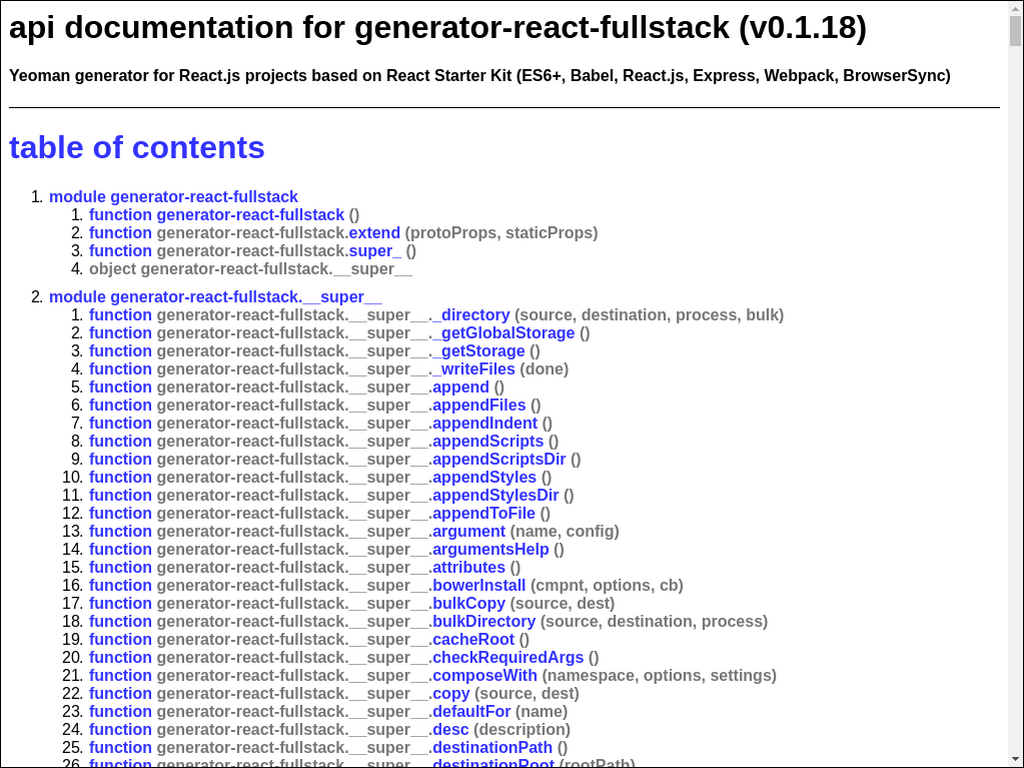 api documentation for generator-react-fullstack (v0.1.18)
Yeoman generator for React.js projects based on React Starter Kit (ES6+, Babel, React.js, Express, Webpack, BrowserSync)
table of contents
1. module generator-react-fullstack
1. function generator-react-fullstack ()
2. function generator-react-fullstack.extend (protoProps, staticProps)
3. function generator-react-fullstack.super_ ()
4. object generator-react-fullstack.__super__
2. module generator-react-fullstack.__super__
1. function generator-react-fullstack.__super__._directory (source, destination, process, bulk)
2. function generator-react-fullstack.__super__._getGlobalStorage ()
3. function generator-react-fullstack.__super__._getStorage ()
4. function generator-react-fullstack.__super__._writeFiles (done)
5. function generator-react-fullstack.__super__.append ()
6. function generator-react-fullstack.__super__.appendFiles ()
7. function generator-react-fullstack.__super__.appendIndent ()
8. function generator-react-fullstack.__super__.appendScripts ()
9. function generator-react-fullstack.__super__.appendScriptsDir ()
10. function generator-react-fullstack.__super__.appendStyles ()
11. function generator-react-fullstack.__super__.appendStylesDir ()
12. function generator-react-fullstack.__super__.appendToFile ()
13. function generator-react-fullstack.__super__.argument (name, config)
14. function generator-react-fullstack.__super__.argumentsHelp ()
15. function generator-react-fullstack.__super__.attributes ()
16. function generator-react-fullstack.__super__.bowerInstall (cmpnt, options, cb)
17. function generator-react-fullstack.__super__.bulkCopy (source, dest)
18. function generator-react-fullstack.__super__.bulkDirectory (source, destination, process)
19. function generator-react-fullstack.__super__.cacheRoot ()
20. function generator-react-fullstack.__super__.checkRequiredArgs ()
21. function generator-react-fullstack.__super__.composeWith (namespace, options, settings)
22. function generator-react-fullstack.__super__.copy (source, dest)
23. function generator-react-fullstack.__super__.defaultFor (name)
24. function generator-react-fullstack.__super__.desc (description)
25. function generator-react-fullstack.__super__.destinationPath ()
26. function generator-react-fullstack.__super__.destinationRoot (rootPath)